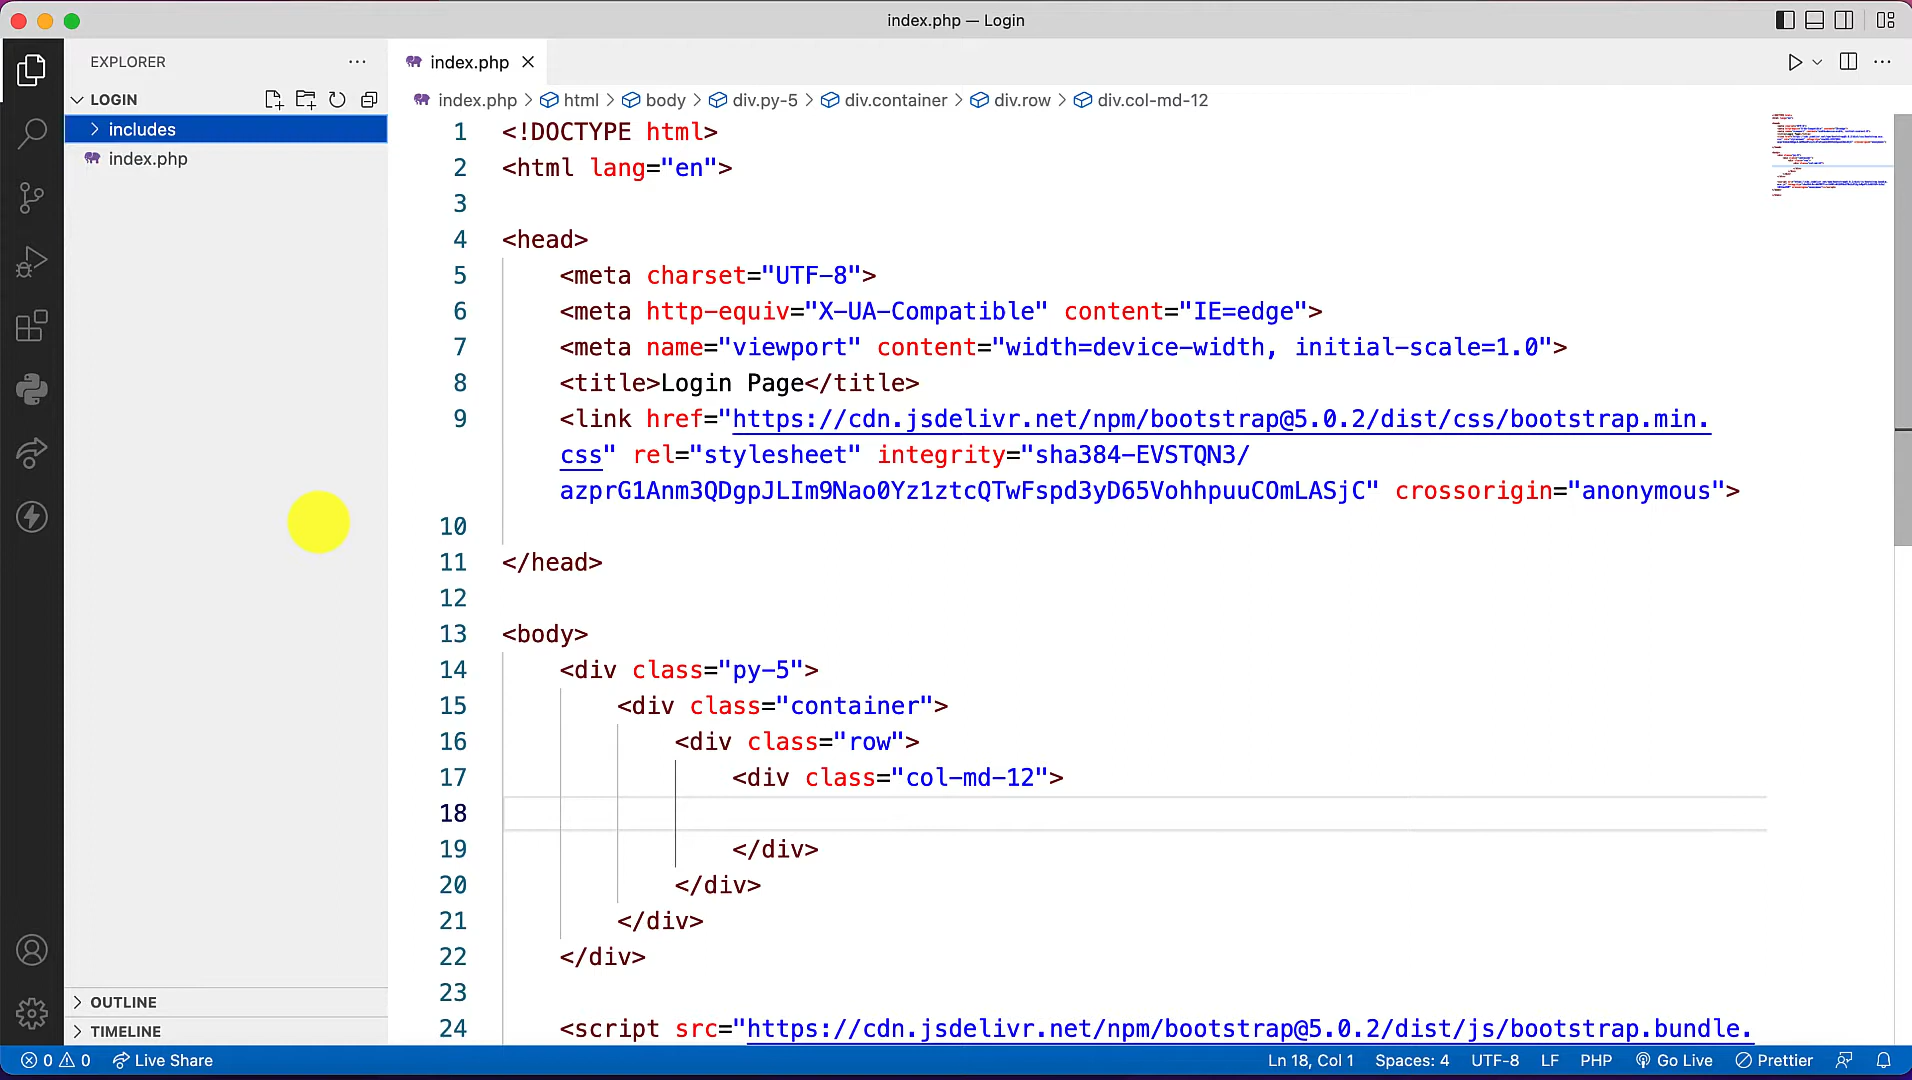 index.php — Login
EXPLORER
LOGIN
includes
index.php
OUTLINE
TIMELINE
index.php
index.php > html > body > div.py-5 > div.container > div.row > div.col-md-12
1 <!DOCTYPE html>
2 <html lang="en">
3
4 <head>
5 <meta charset="UTF-8">
6 <meta http-equiv="X-UA-Compatible" content="IE=edge">
7 <meta name="viewport" content="width=device-width, initial-scale=1.0">
8 <title>Login Page</title>
9 <link href="https://cdn.jsdelivr.net/npm/bootstrap@5.0.2/dist/css/bootstrap.min.
css" rel="stylesheet" integrity="sha384-EVSTQN3/
azprG1Anm3QDgpJLIm9Nao0Yz1ztcQTwFspd3yD65VohhpuuCOmLASjC" crossorigin="anonymous">
10
11 </head>
12
13 <body>
14 <div class="py-5">
15 <div class="container">
16 <div class="row">
17 <div class="col-md-12">
18
19 </div>
20 </div>
21 </div>
22 </div>
23
24 <script src="https://cdn.jsdelivr.net/npm/bootstrap@5.0.2/dist/js/bootstrap.bundle.
0 0 Live Share Ln 18, Col 1 Spaces: 4 UTF-8 LF PHP Go Live Prettier